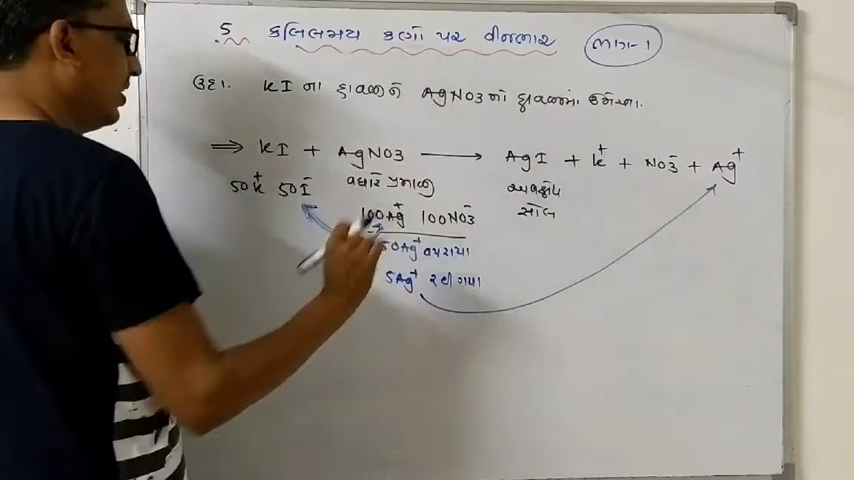 5 કલિલમય કણો પર વીજભાર ભાગ-1
ઉદા. KI ના દ્રાવણને AgNO3 ના દ્રાવણમાં ઉમેરતા.
⇒ KI + AgNO3 → AgI + K⁺ + NO3⁻ + Ag⁺
50K⁺ 50I⁻ વધારે પ્રમાણ અવક્ષેપ
100Ag⁺ 100NO3⁻ સોલ
50Ag⁺ વપરાયા
5Ag⁺ રહી ગયા